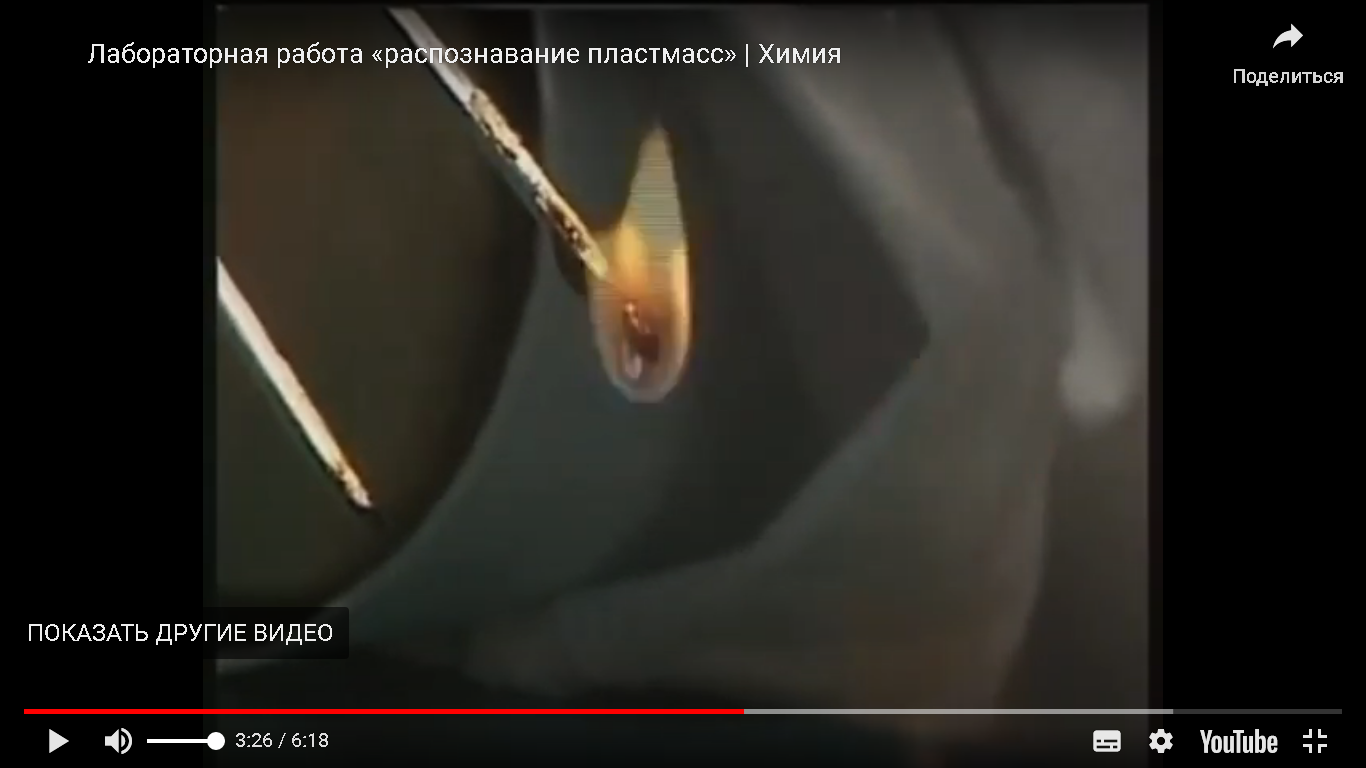 Лабораторная работа «распознавание пластмасс» | Химия
Поделиться
ПОКАЗАТЬ ДРУГИЕ ВИДЕО
3:26 / 6:18
YouTube